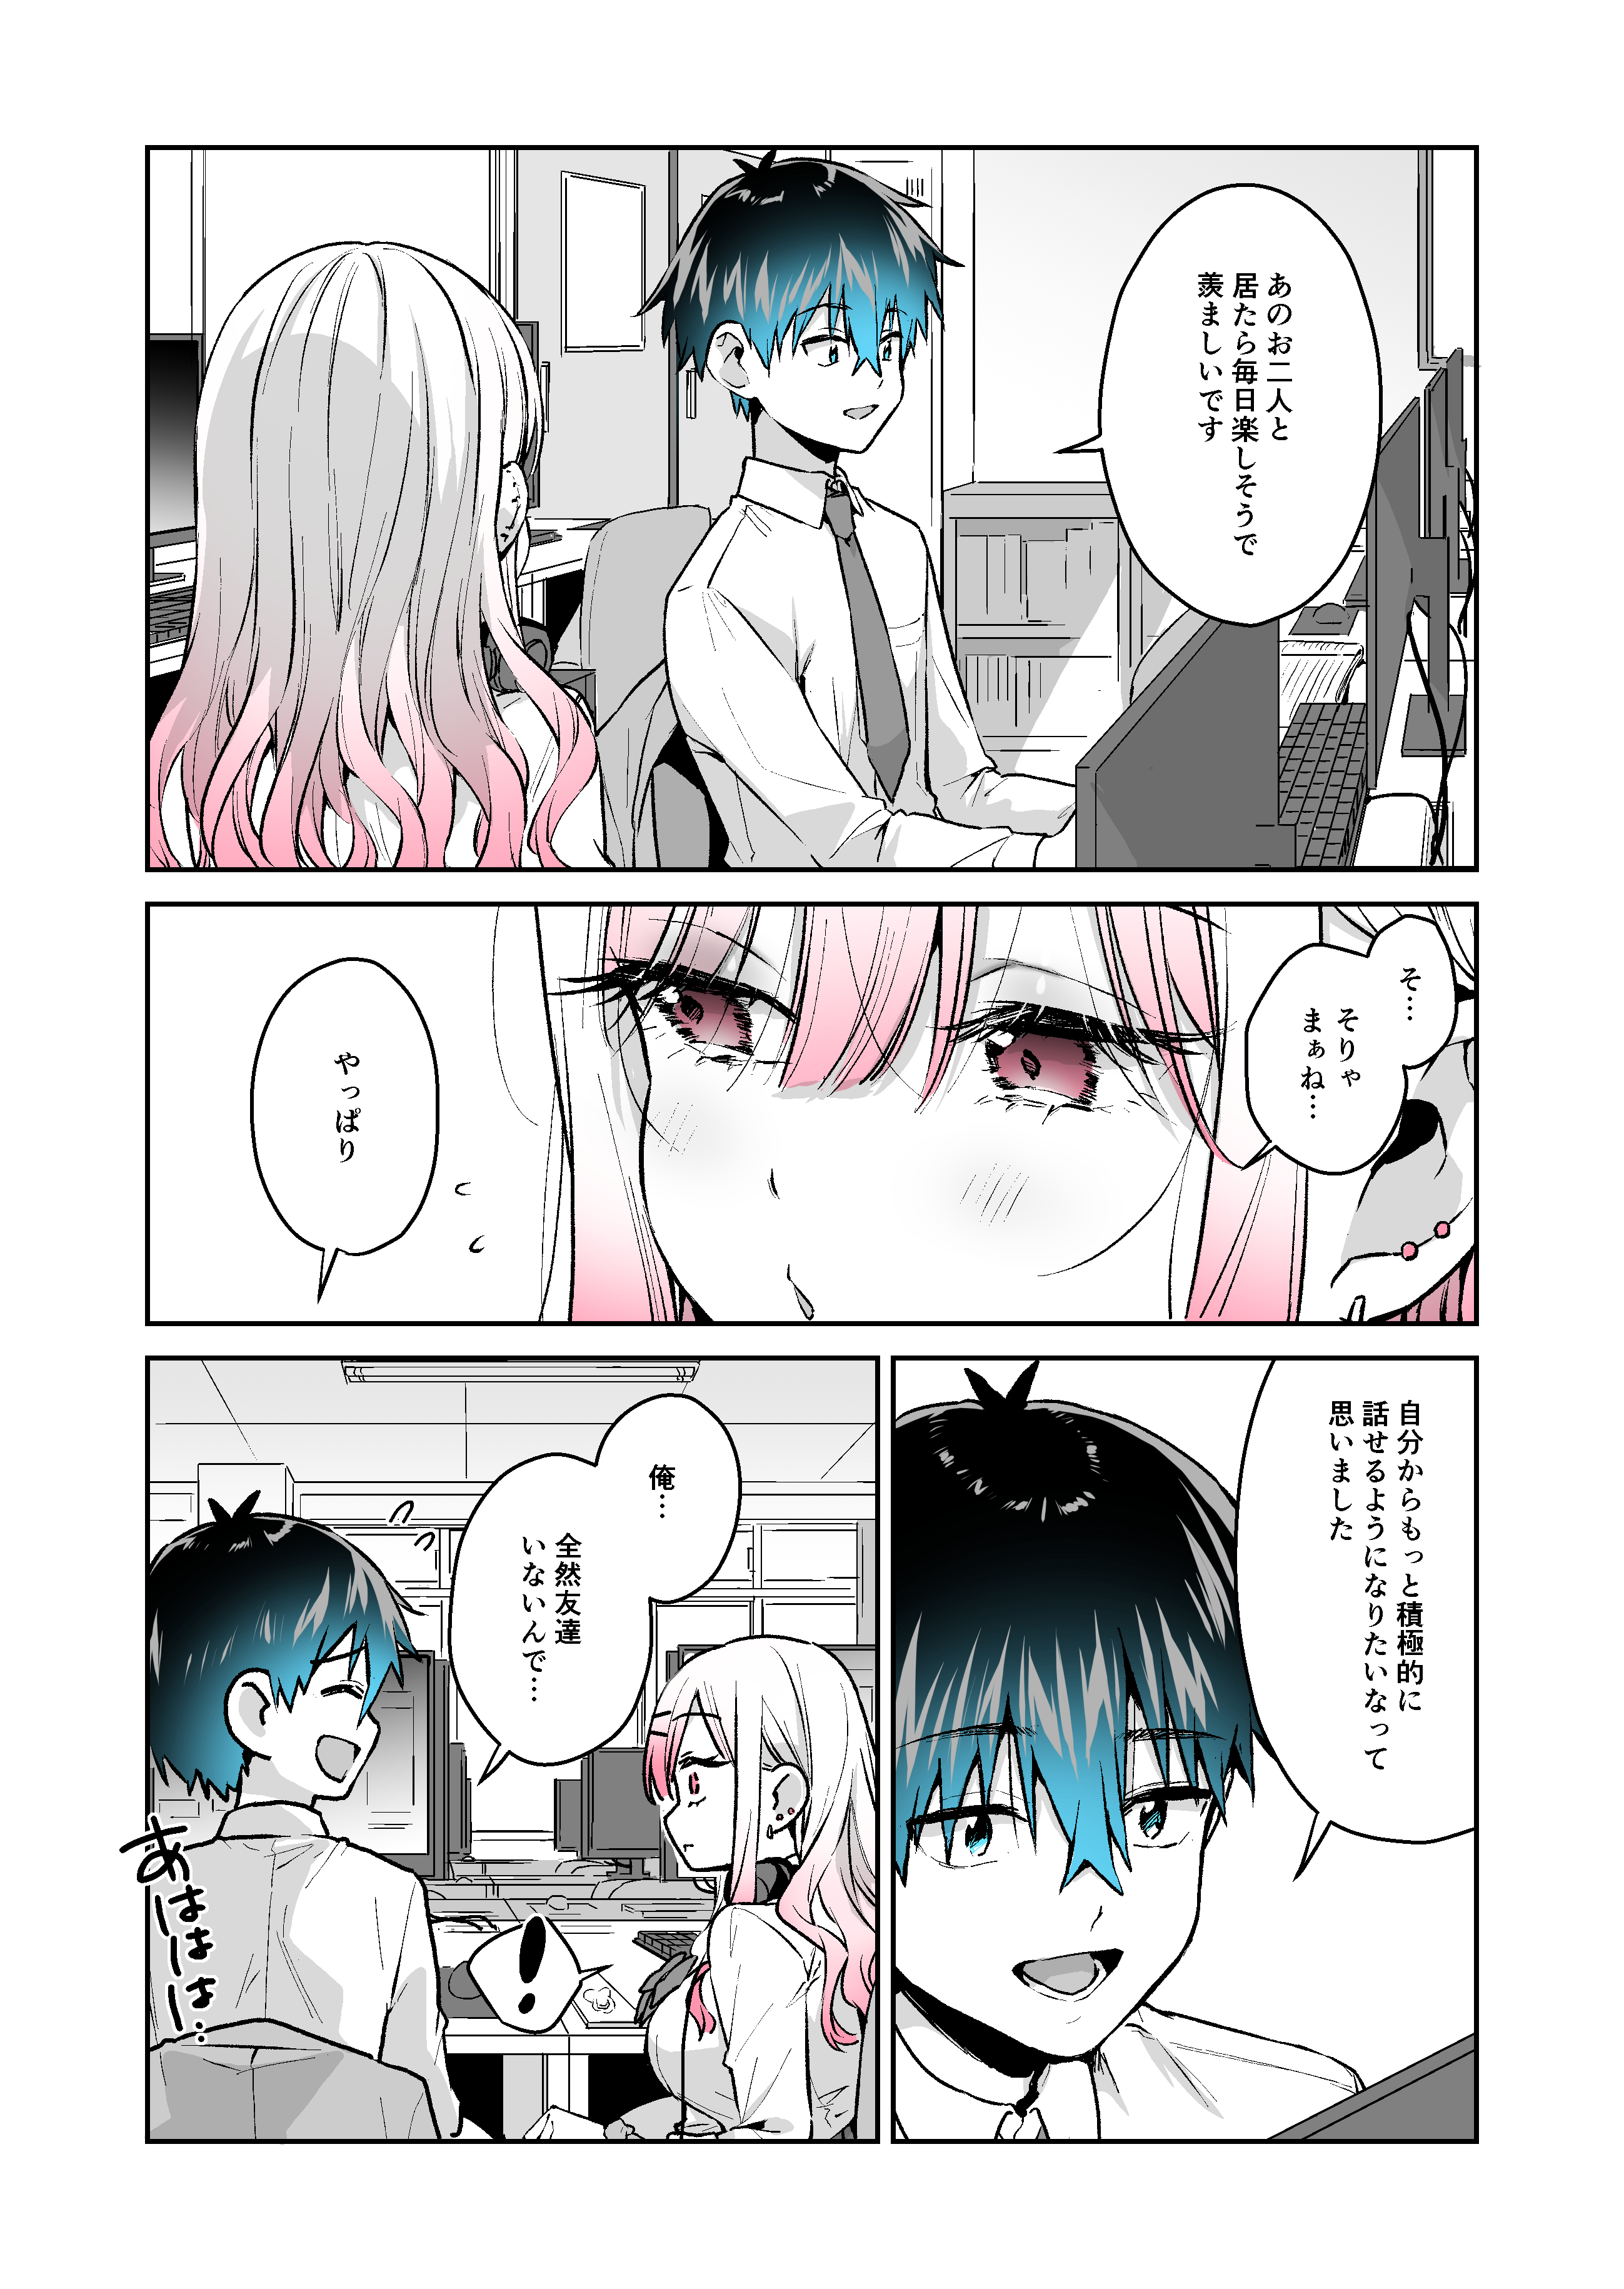 あのお二人と
居たら毎日楽しそうで
羨ましいです
そ…
そりゃ
まぁね…
やっぱり
自分からもっと積極的に
話せるようになりたいなって
思いました
俺…
全然友達
いないんで…
あははは…
!